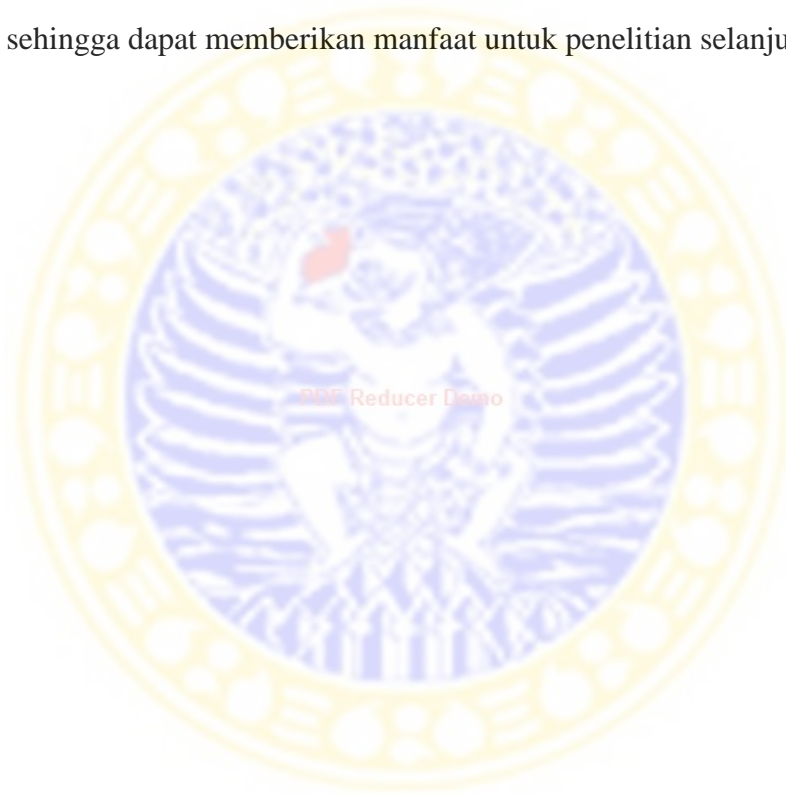 sehingga dapat memberikan manfaat untuk penelitian selanju
PDF Reducer Demo